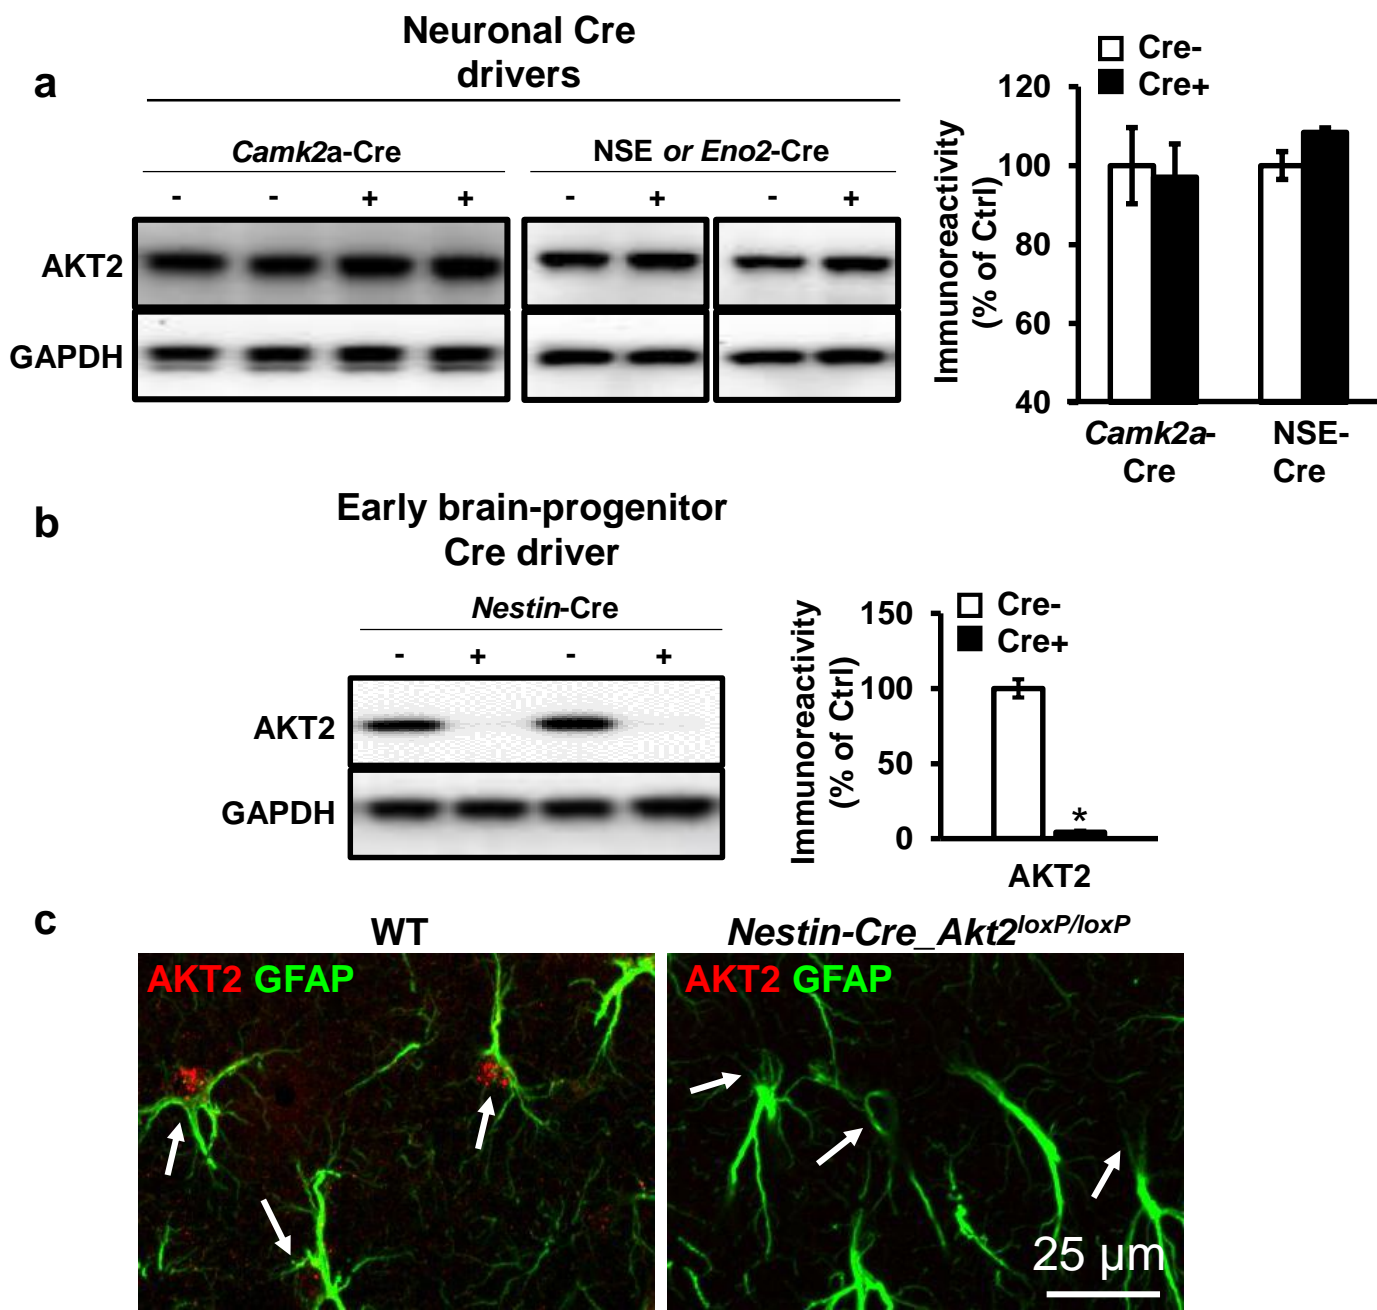 a
Neuronal Cre
drivers
Camk2a-Cre
NSE or Eno2-Cre
- - + + - + - +
AKT2
GAPDH
Cre-
Cre+
Immunoreactivity
(% of Ctrl)
120
100
80
60
40
Camk2a-
Cre
NSE-
Cre
b
Early brain-progenitor
Cre driver
Nestin-Cre
- + - +
AKT2
GAPDH
Cre-
Cre+
Immunoreactivity
(% of Ctrl)
150
100
50
0
*
AKT2
c
WT
Nestin-Cre_Akt2loxP/loxP
AKT2 GFAP
AKT2 GFAP
25 μm